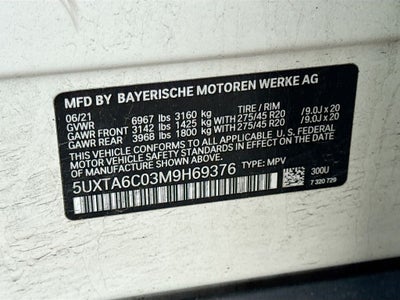 MFD BY BAYERISCHE MOTOREN WERKE AG
06/21 TIRE / RIM
GVWR 6967 lbs 3160 kg
GAWR FRONT 3142 lbs 1425 kg WITH 275/45 R20 /9.0J x 20
GAWR REAR 3968 lbs 1800 kg WITH 275/45 R20 /9.0J x 20
THIS VEHICLE CONFORMS TO ALL APPLICABLE U. S. FEDERAL
MOTOR VEHICLE SAFETY STANDARDS IN EFFECT ON THE DATE OF MANUFACTURE SHOWN ABOVE.
5UXTA6C03M9H69376 TYPE: MPV
300U
7 320 729